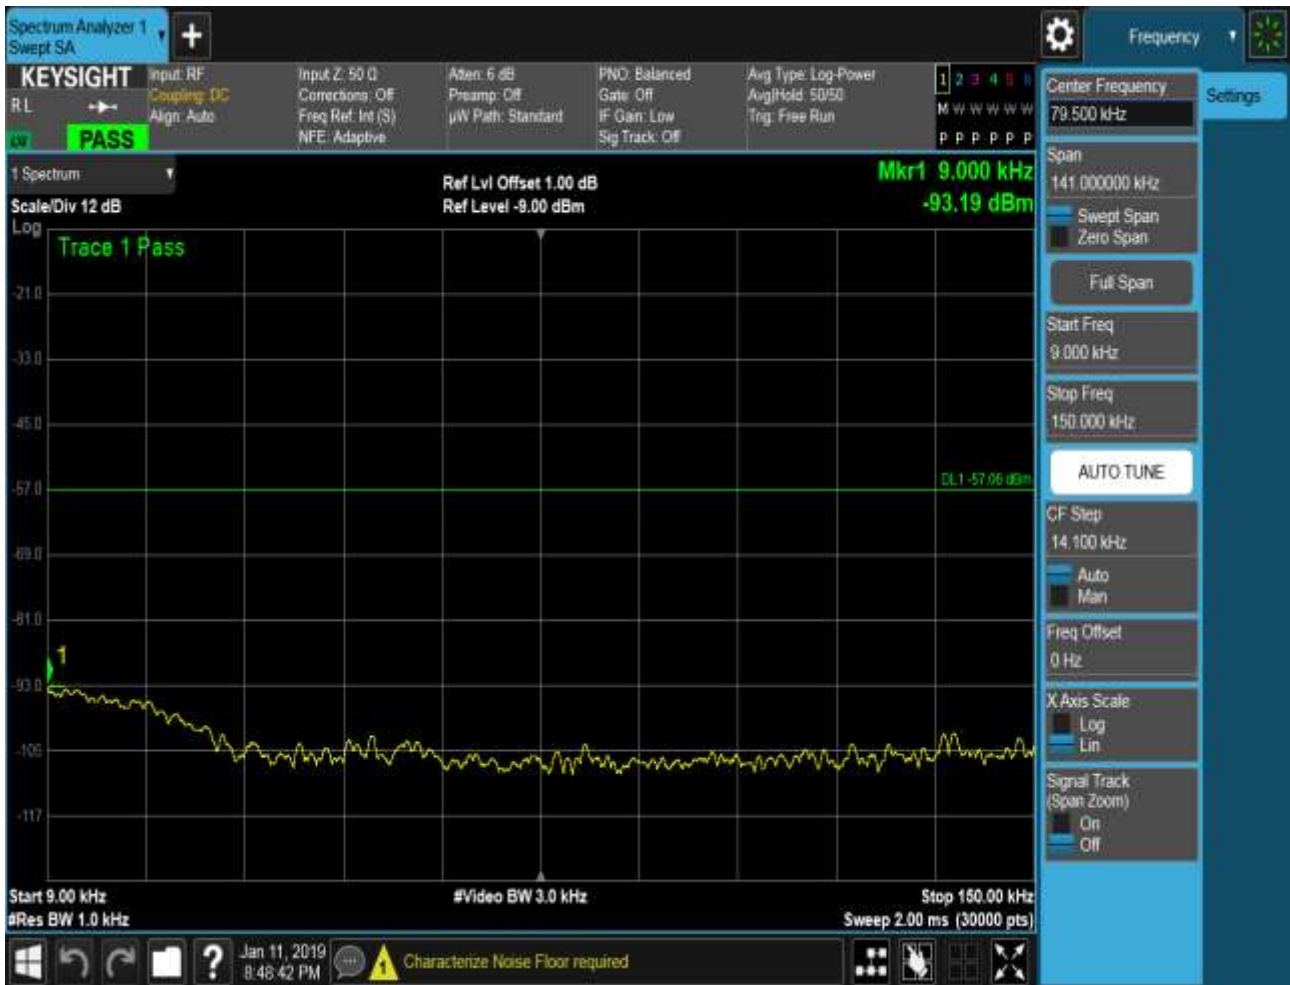 Spectrum Analyzer 1
Swept SA
+
Frequency
KEYSIGHT
R L
PASS
Input: RF
Coupling: DC
Align: Auto
Input Z: 50 Ω
Corrections: Off
Freq Ref: Int (S)
NFE: Adaptive
Atten: 6 dB
Preamp: Off
µW Path: Standard
PNO: Balanced
Gate: Off
IF Gain: Low
Sig Track: Off
Avg Type: Log-Power
Avg|Hold: 50/50
Trig: Free Run
1 2 3 4 5 6
M W W W W W
P P P P P P
1 Spectrum
Scale/Div 12 dB
Ref Lvl Offset 1.00 dB
Ref Level -9.00 dBm
Mkr1 9.000 kHz
-93.19 dBm
Log
Trace 1 Pass
-21.0
-33.0
-45.0
-57.0
DL1 -57.06 dBm
-69.0
-81.0
1
-93.0
-105
-117
Start 9.00 kHz
#Res BW 1.0 kHz
#Video BW 3.0 kHz
Stop 150.00 kHz
Sweep 2.00 ms (30000 pts)
Center Frequency
79.500 kHz
Settings
Span
141.000000 kHz
Swept Span
Zero Span
Full Span
Start Freq
9.000 kHz
Stop Freq
150.000 kHz
AUTO TUNE
CF Step
14.100 kHz
Auto
Man
Freq Offset
0 Hz
X Axis Scale
Log
Lin
Signal Track
(Span Zoom)
On
Off
?
Jan 11, 2019
8:48:42 PM
1
Characterize Noise Floor required